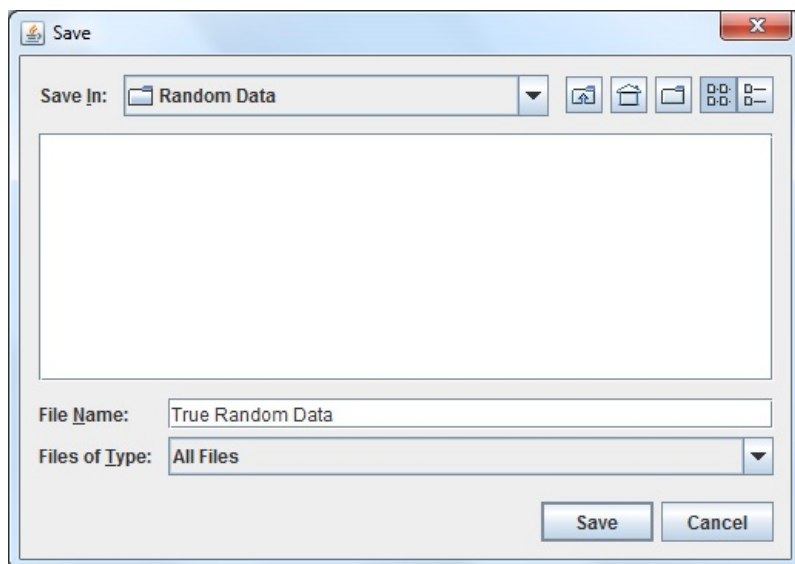 Save
Save In: Random Data
File Name: True Random Data
Files of Type: All Files
Save Cancel